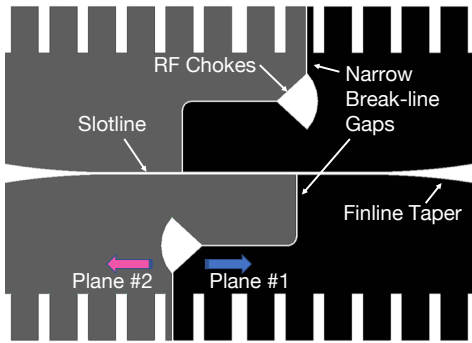 RF Chokes
Narrow
Break-line
Gaps
Slotline
Finline Taper
Plane #2
Plane #1